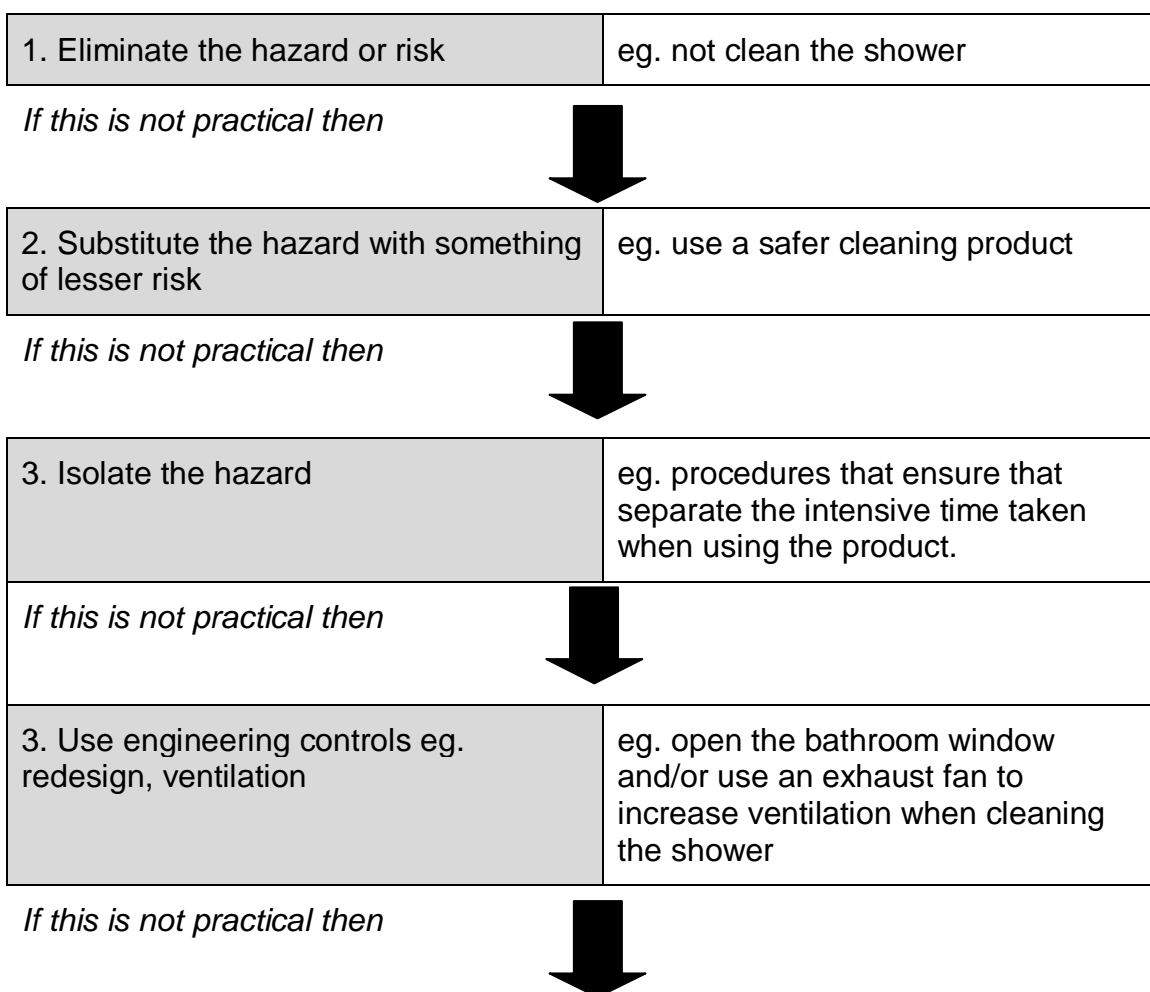 1. Eliminate the hazard or risk
eg. not clean the shower
If this is not practical then
2. Substitute the hazard with something
of lesser risk
eg. use a safer cleaning product
If this is not practical then
3. Isolate the hazard
eg. procedures that ensure that
separate the intensive time taken
when using the product.
If this is not practical then
3. Use engineering controls eg.
redesign, ventilation
eg. open the bathroom window
and/or use an exhaust fan to
increase ventilation when cleaning
the shower
If this is not practical then